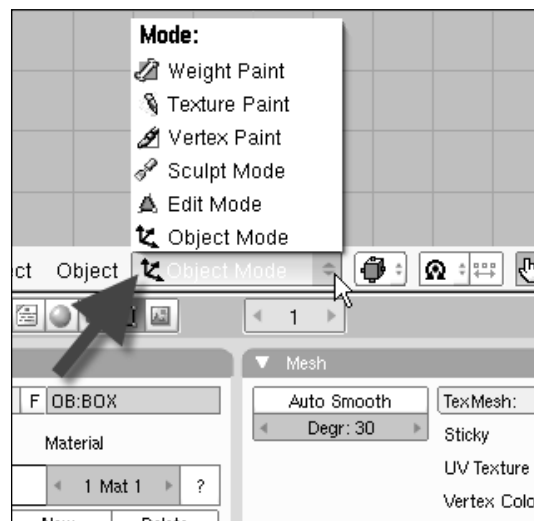 Mode:
Weight Paint
Texture Paint
Vertex Paint
Sculpt Mode
Edit Mode
Object Mode
ct Object Object Mode
1
Mesh
F OB:BOX
Auto Smooth
TexMesh:
Degr: 30
Sticky
Material
UV Texture
1 Mat 1 ?
Vertex Colo